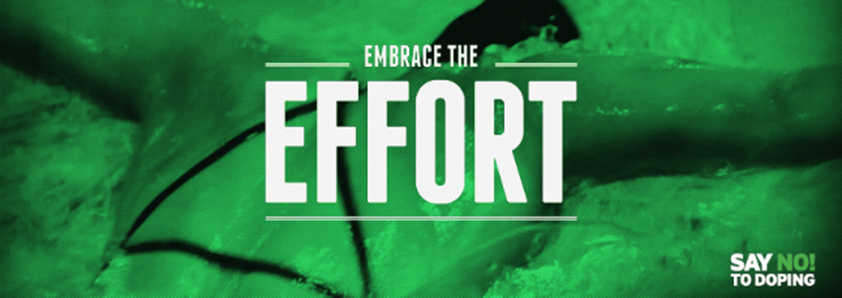 EMBRACE THE
EFFORT
SAY NO!
TO DOPING